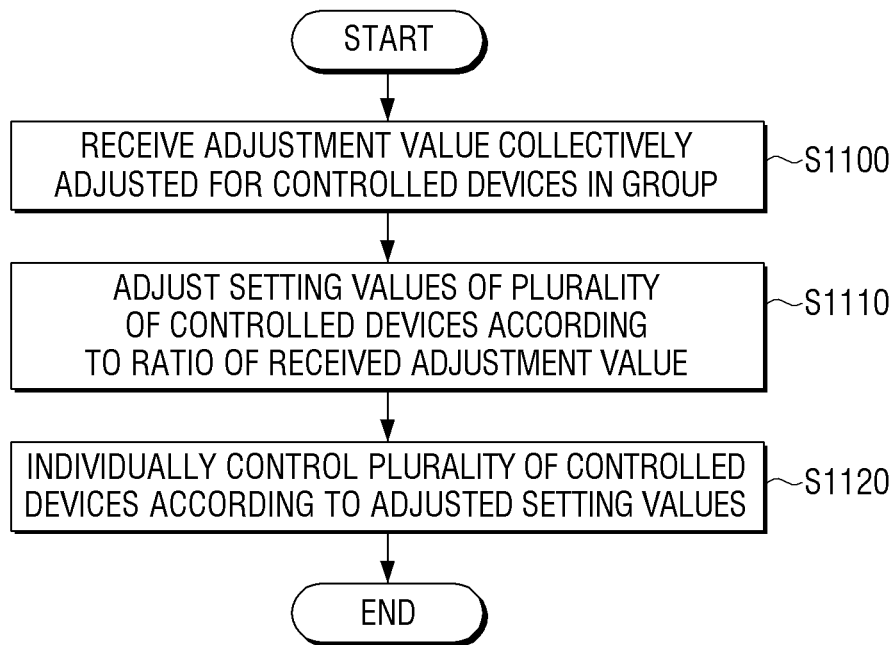 START
RECEIVE ADJUSTMENT VALUE COLLECTIVELY
ADJUSTED FOR CONTROLLED DEVICES IN GROUP
S1100
ADJUST SETTING VALUES OF PLURALITY
OF CONTROLLED DEVICES ACCORDING
TO RATIO OF RECEIVED ADJUSTMENT VALUE
S1110
INDIVIDUALLY CONTROL PLURALITY OF CONTROLLED
DEVICES ACCORDING TO ADJUSTED SETTING VALUES
S1120
END